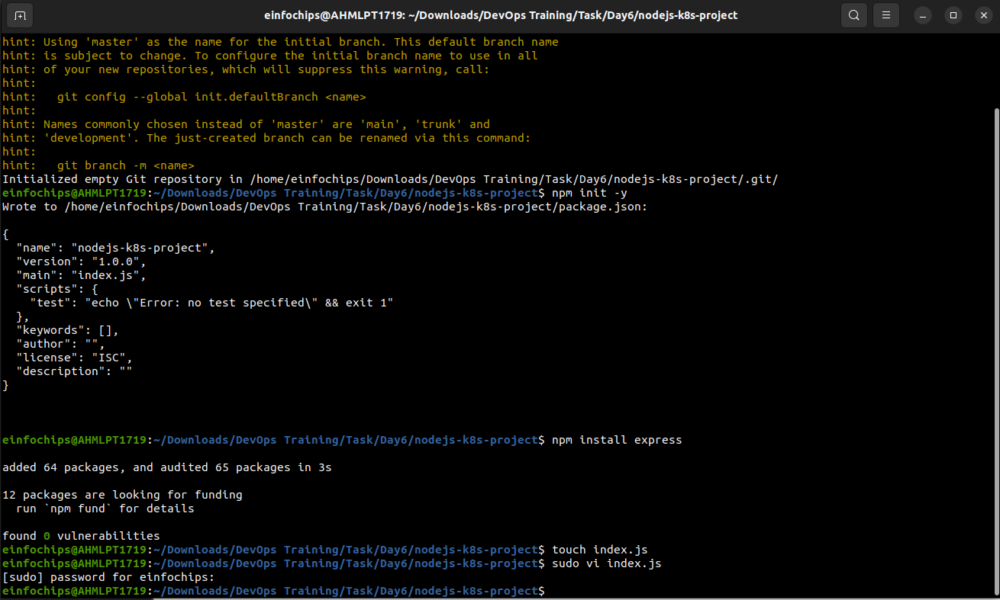 einfochips@AHMLPT1719: ~/Downloads/DevOps Training/Task/Day6/nodejs-k8s-project
hint: Using 'master' as the name for the initial branch. This default branch name
hint: is subject to change. To configure the initial branch name to use in all
hint: of your new repositories, which will suppress this warning, call:
hint:
hint:   git config --global init.defaultBranch <name>
hint:
hint: Names commonly chosen instead of 'master' are 'main', 'trunk' and
hint: 'development'. The just-created branch can be renamed via this command:
hint:
hint:   git branch -m <name>
Initialized empty Git repository in /home/einfochips/Downloads/DevOps Training/Task/Day6/nodejs-k8s-project/.git/
einfochips@AHMLPT1719:~/Downloads/DevOps Training/Task/Day6/nodejs-k8s-project$ npm init -y
Wrote to /home/einfochips/Downloads/DevOps Training/Task/Day6/nodejs-k8s-project/package.json:

{
  "name": "nodejs-k8s-project",
  "version": "1.0.0",
  "main": "index.js",
  "scripts": {
    "test": "echo \"Error: no test specified\" && exit 1"
  },
  "keywords": [],
  "author": "",
  "license": "ISC",
  "description": ""
}

einfochips@AHMLPT1719:~/Downloads/DevOps Training/Task/Day6/nodejs-k8s-project$ npm install express

added 64 packages, and audited 65 packages in 3s

12 packages are looking for funding
  run `npm fund` for details

found 0 vulnerabilities
einfochips@AHMLPT1719:~/Downloads/DevOps Training/Task/Day6/nodejs-k8s-project$ touch index.js
einfochips@AHMLPT1719:~/Downloads/DevOps Training/Task/Day6/nodejs-k8s-project$ sudo vi index.js
[sudo] password for einfochips:
einfochips@AHMLPT1719:~/Downloads/DevOps Training/Task/Day6/nodejs-k8s-project$